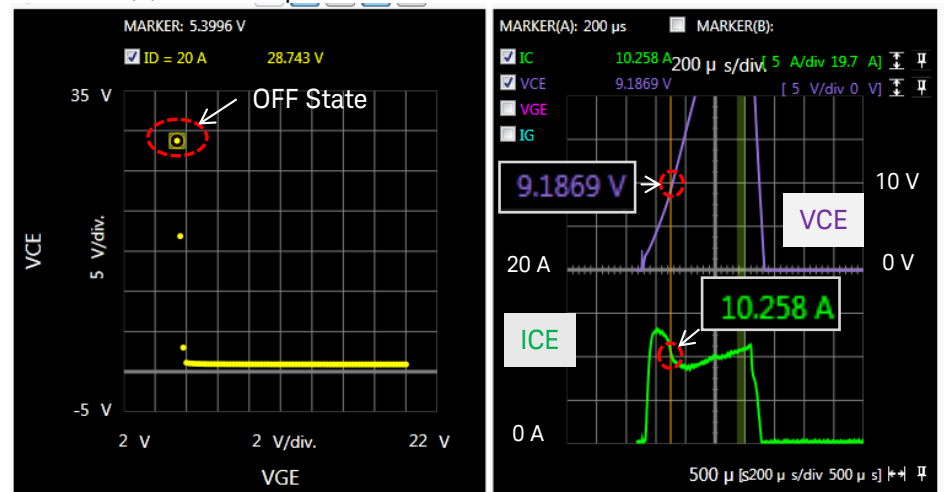 MARKER: 5.3996 V
ID = 20 A 28.743 V
35 V
OFF State
VCE
5 V/div.
-5 V
2 V 2 V/div. 22 V
VGE
MARKER(A): 200 µs MARKER(B):
IC 10.258 A 200 µ s/div. [ 5 A/div 19.7 A]
VCE 9.1869 V [ 5 V/div 0 V]
VGE
IG
9.1869 V
10 V
VCE
20 A
0 V
10.258 A
ICE
0 A
500 µ [s200 µ s/div 500 µ s]